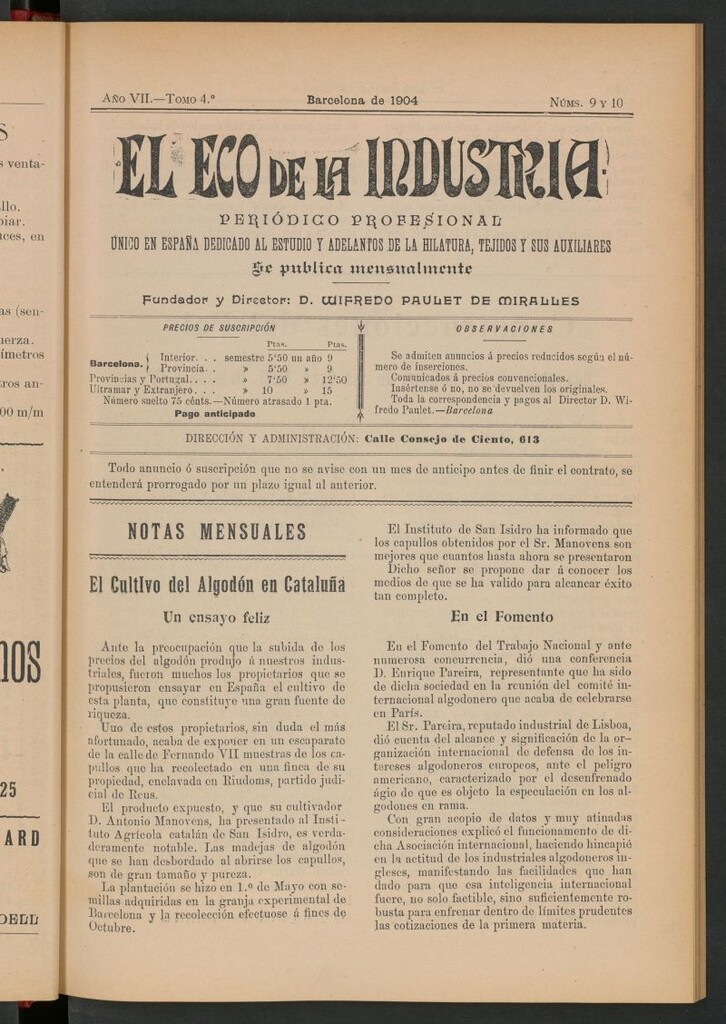 S
s venta-
llo.
biar.
ces, en
as (sen-
uerza.
ímetros
ros an-
00 m/m
nos
25
ARD
DELL
Año VII.—Tomo 4.º
Barcelona de 1904
Núms. 9 y 10
EL ECO DE LA INDUSTRIA
PERIÓDICO PROFESIONAL
ÚNICO EN ESPAÑA DEDICADO AL ESTUDIO Y ADELANTOS DE LA HILATURA, TEJIDOS Y SUS AUXILIARES
Se publica mensualmente
Fundador y Director: D. WIFREDO PAULET DE MIRALLES
PRECIOS DE SUSCRIPCIÓN
Ptas. Ptas.
Barcelona. { Interior. . . semestre 5'50 un año 9
Provincia. . » 5'50 » 9
Provincias y Portugal. . . . » 7'50 » 12'50
Ultramar y Extranjero. . . » 10 » 15
Número suelto 75 cénts.—Número atrasado 1 pta.
Pago anticipado
OBSERVACIONES
Se admiten anuncios á precios reducidos según el nú-
mero de inserciones.
Comunicados á precios convencionales.
Insértense ó no, no se devuelven los originales.
Toda la correspondencia y pagos al Director D. Wi-
fredo Paulet.—Barcelona
DIRECCIÓN Y ADMINISTRACIÓN: Calle Consejo de Ciento, 613
Todo anuncio ó suscripción que no se avise con un mes de anticipo antes de finir el contrato, se
entenderá prorrogado por un plazo igual al anterior.
NOTAS MENSUALES
El Cultivo del Algodón en Cataluña
Un ensayo feliz
Ante la preocupación que la subida de los
precios del algodón produjo á nuestros indus-
triales, fueron muchos los propietarios que se
propusieron ensayar en España el cultivo de
esta planta, que constituye una gran fuente de
riqueza.
Uno de estos propietarios, sin duda el más
afortunado, acaba de exponer en un escaparate
de la calle de Fernando VII muestras de los ca-
pullos que ha recolectado en una finca de su
propiedad, enclavada en Riudoms, partido judi-
cial de Reus.
El producto expuesto, y que su cultivador
D. Antonio Manovens, ha presentado al Insti-
tuto Agrícola catalán de San Isidro, es verda-
deramente notable. Las madejas de algodón
que se han desbordado al abrirse los capullos,
son de gran tamaño y pureza.
La plantación se hizo en 1.º de Mayo con se-
millas adquiridas en la granja experimental de
Barcelona y la recolección efectuose á fines de
Octubre.
El Instituto de San Isidro ha informado que
los capullos obtenidos por el Sr. Manovens son
mejores que cuantos hasta ahora se presentaron
Dicho señor se propone dar á conocer los
medios de que se ha valido para alcanzar éxito
tan completo.
En el Fomento
En el Fomento del Trabajo Nacional y ante
numerosa concurrencia, dió una conferencia
D. Enrique Pareira, representante que ha sido
de dicha sociedad en la reunión del comité in-
ternacional algodonero que acaba de celebrarse
en París.
El Sr. Pareira, reputado industrial de Lisboa,
dió cuenta del alcance y significación de la or-
ganización internacional de defensa de los in-
tereses algodoneros europeos, ante el peligro
americano, caracterizado por el desenfrenado
ágio de que es objeto la especulación en los al-
godones en rama.
Con gran acopio de datos y muy atinadas
consideraciones explicó el funcionamento de di-
cha Asociación internacional, haciendo hincapié
en la actitud de los industriales algodoneros in-
gleses, manifestando las facilidades que han
dado para que esa inteligencia internacional
fuere, no solo factible, sino suficientemente ro-
busta para enfrenar dentro de límites prudentes
las cotizaciones de la primera materia.